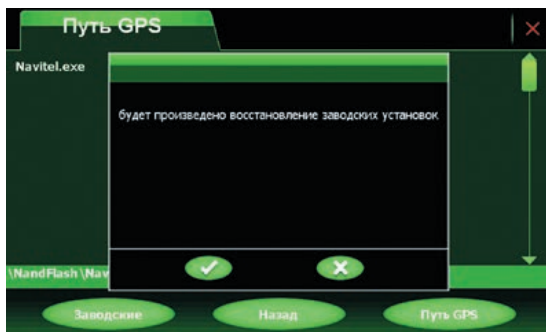 Путь GPS
Navitel.exe
будет произведено восстановление заводских установок
\NandFlash\Nav
Заводские
Назад
Путь GPS